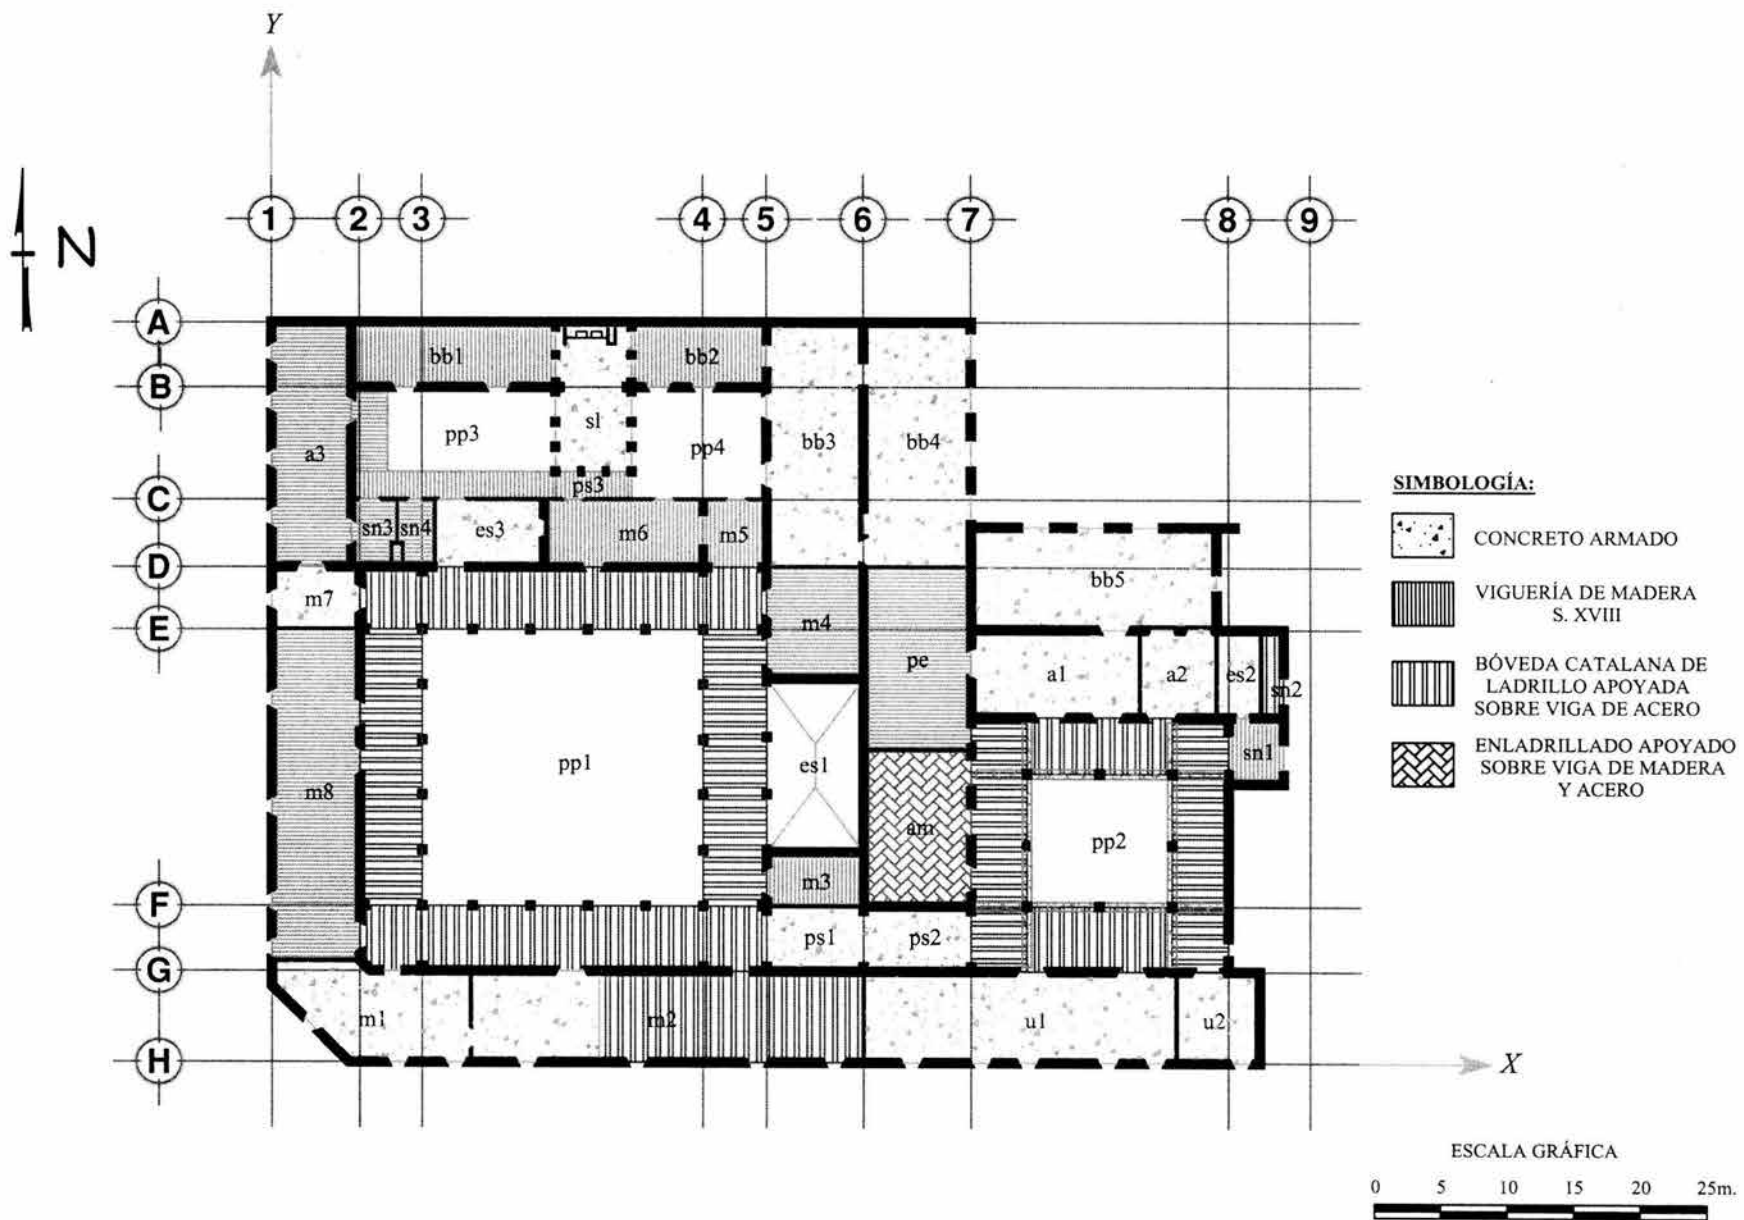 Y
N
1 2 3 4 5 6 7 8 9
A
bb1 bb2
B
sl
pp3 pp4 bb3 bb4
a3
ps3
C
sn3 sn4 es3 m6 m5
D
bb5
m7
E
m4
pe a1 a2 es2 sn2
sn1
pp1 es1
m8
am pp2
m3
F
ps1 ps2
G
m1 m2 u1 u2
H
X
SIMBOLOGÍA:
CONCRETO ARMADO
VIGUERÍA DE MADERA
S. XVIII
BÓVEDA CATALANA DE
LADRILLO APOYADA
SOBRE VIGA DE ACERO
ENLADRILLADO APOYADO
SOBRE VIGA DE MADERA
Y ACERO
ESCALA GRÁFICA
0 5 10 15 20 25m.